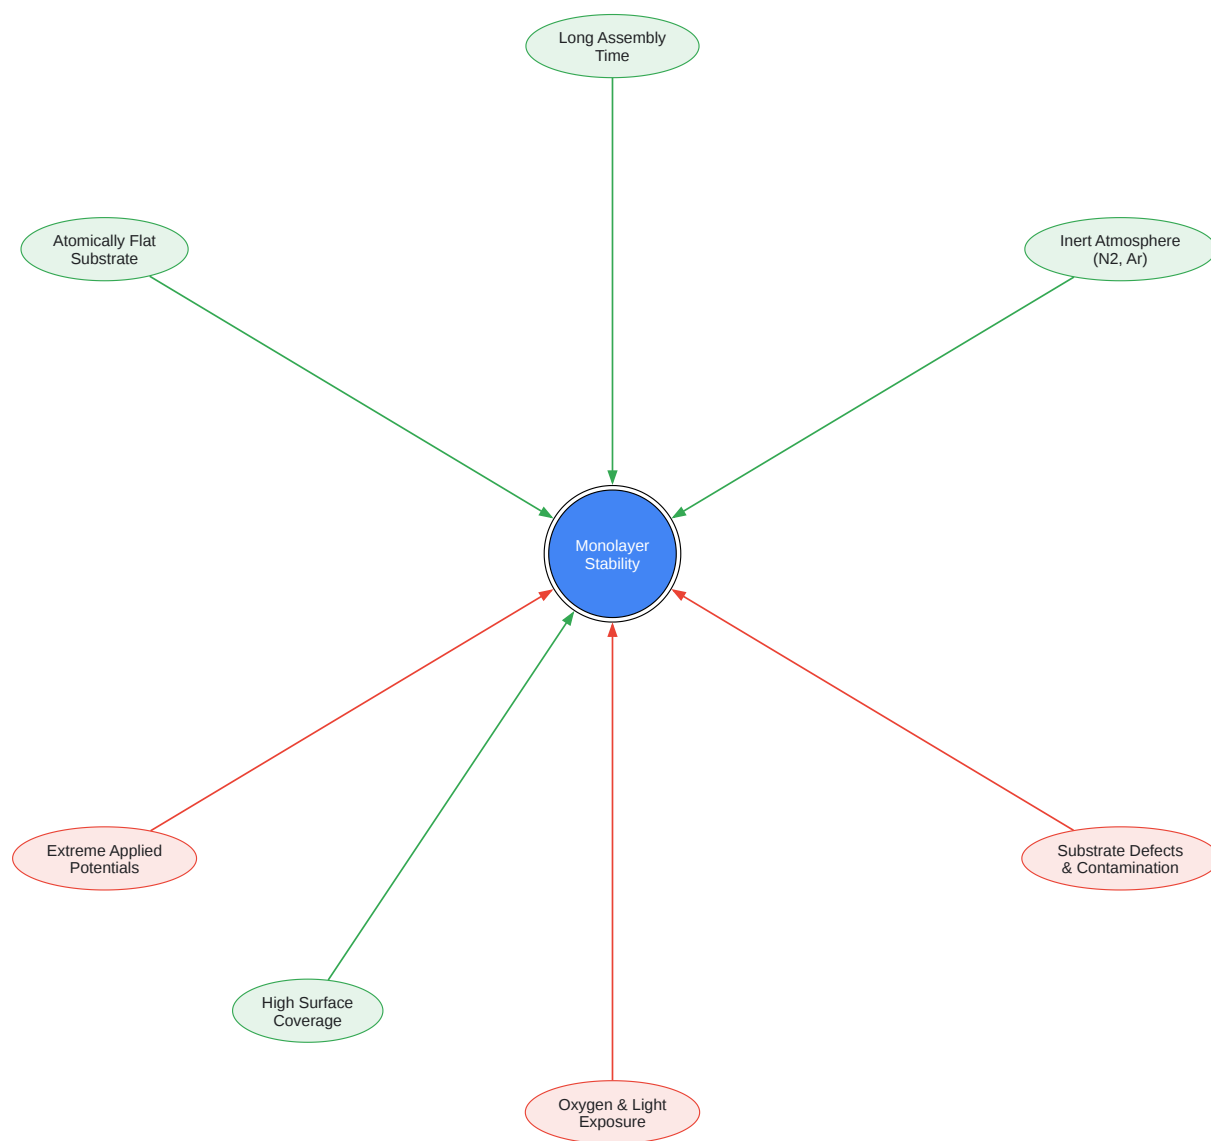 Long Assembly
Time
Atomically Flat
Substrate
Inert Atmosphere
(N2, Ar)
Monolayer
Stability
Extreme Applied
Potentials
Substrate Defects
& Contamination
High Surface
Coverage
Oxygen & Light
Exposure